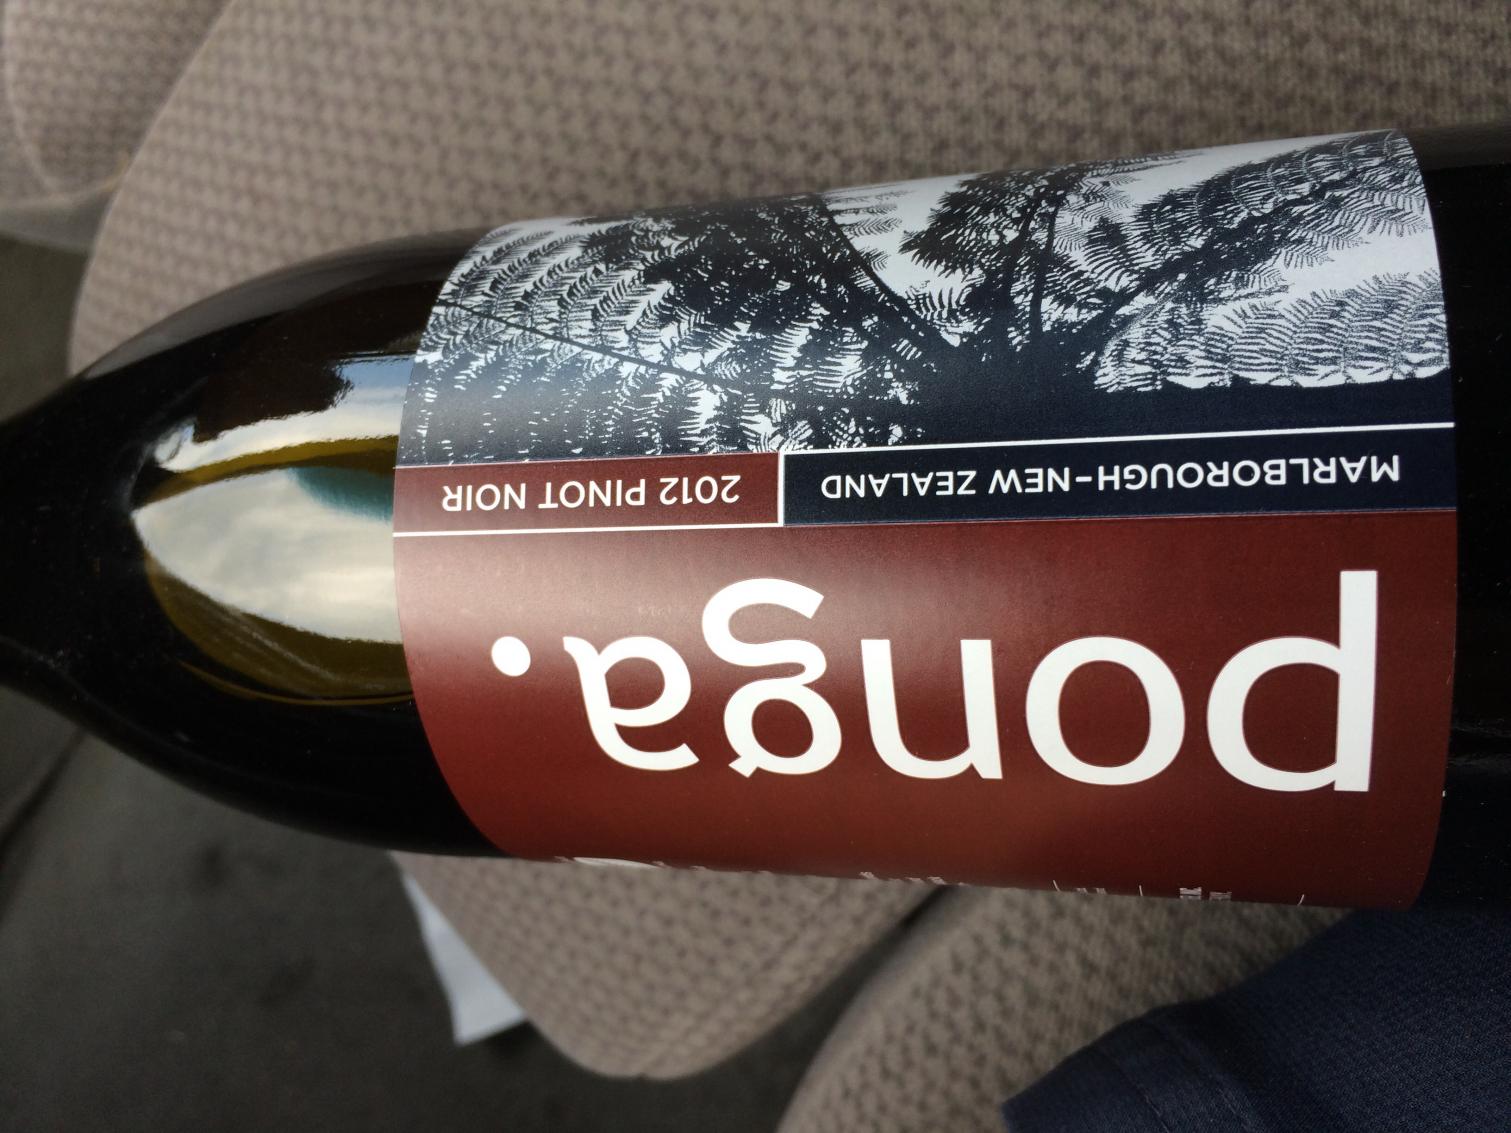 ponga.
MARLBOROUGH-NEW ZEALAND
2012 PINOT NOIR